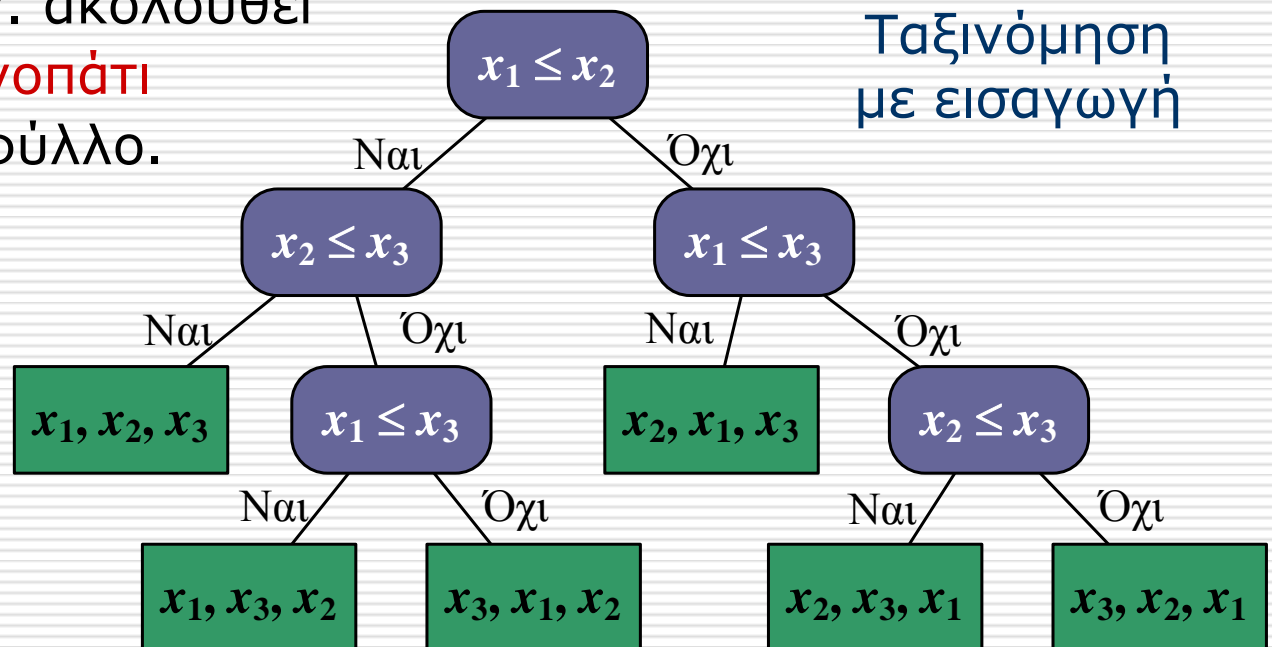 ακολουθεί
φύλλο.
Ταξινόμηση
με εισαγωγή
x₁ ≤ x₂
Ναι Όχι
x₂ ≤ x₃ x₁ ≤ x₃
Ναι Όχι Ναι Όχι
x₁, x₂, x₃ x₁ ≤ x₃ x₂, x₁, x₃ x₂ ≤ x₃
Ναι Όχι Ναι Όχι
x₁, x₃, x₂ x₃, x₁, x₂ x₂, x₃, x₁ x₃, x₂, x₁